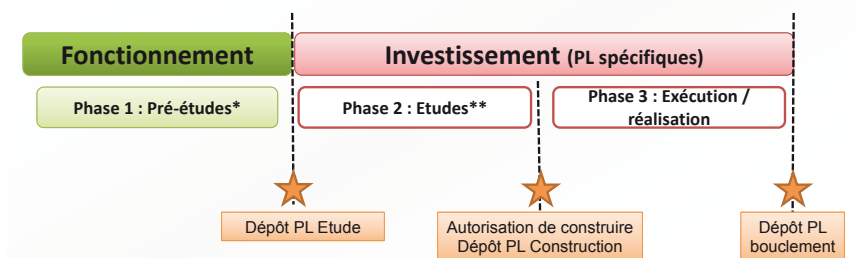 Fonctionnement
Investissement (PL spécifiques)
Phase 1 : Pré-études*
Phase 2 : Etudes**
Phase 3 : Exécution /
réalisation
Dépôt PL Etude
Autorisation de construire
Dépôt PL Construction
Dépôt PL
bouclement